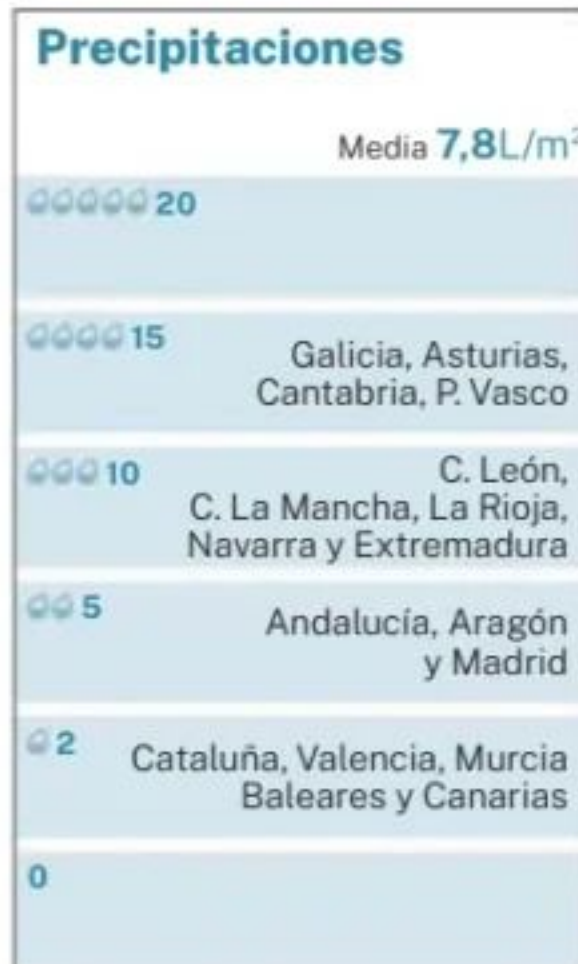 Precipitaciones
Media 7,8L/m²
20
15
Galicia, Asturias,
Cantabria, P. Vasco
10
C. León,
C. La Mancha, La Rioja,
Navarra y Extremadura
5
Andalucía, Aragón
y Madrid
2
Cataluña, Valencia, Murcia
Baleares y Canarias
0